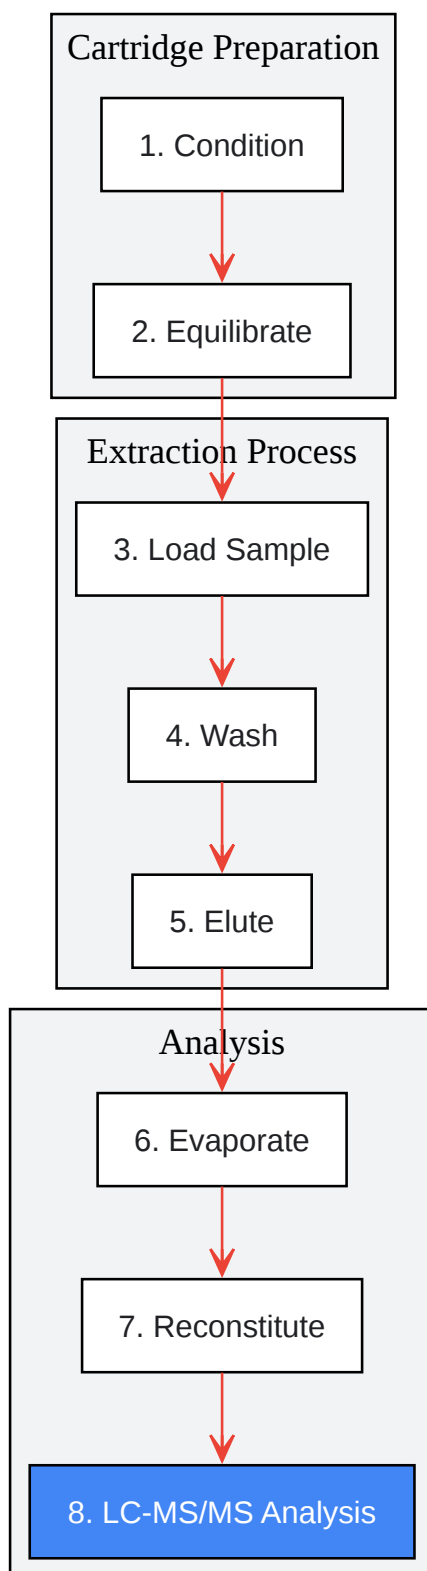 Cartridge Preparation
1. Condition
2. Equilibrate
Extraction Process
3. Load Sample
4. Wash
5. Elute
Analysis
6. Evaporate
7. Reconstitute
8. LC-MS/MS Analysis